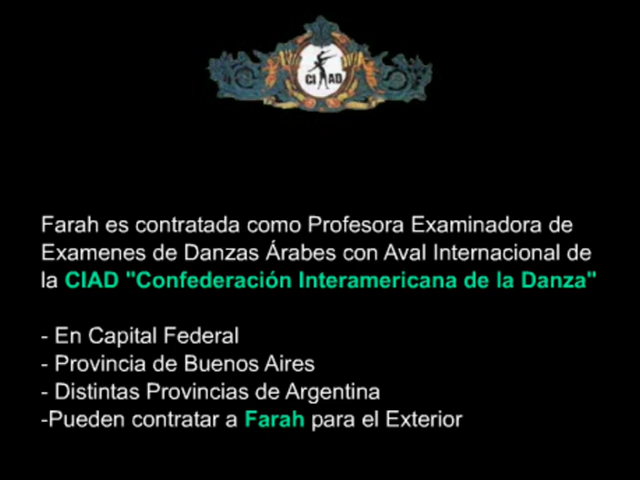 CIAD
Farah es contratada como Profesora Examinadora de
Examenes de Danzas Árabes con Aval Internacional de
la CIAD "Confederación Interamericana de la Danza"
- En Capital Federal
- Provincia de Buenos Aires
- Distintas Provincias de Argentina
-Pueden contratar a Farah para el Exterior